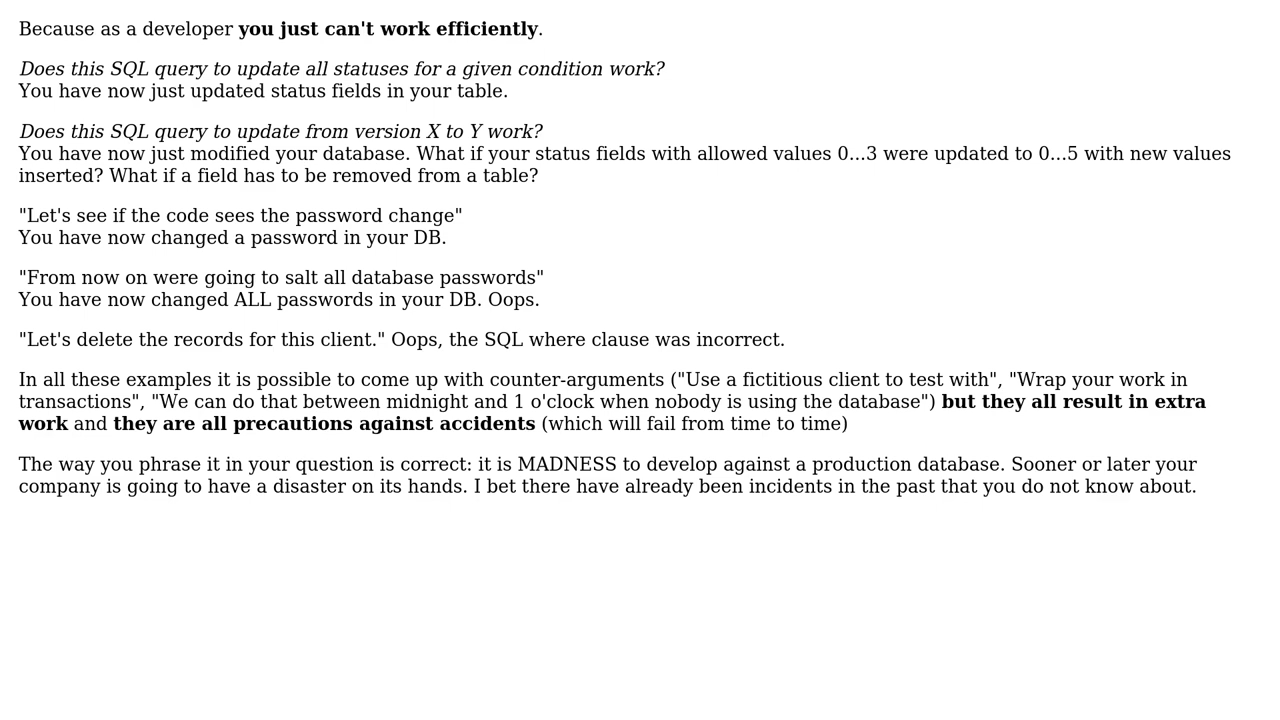 Because as a developer you just can't work efficiently.
Does this SQL query to update all statuses for a given condition work?
You have now just updated status fields in your table.
Does this SQL query to update from version X to Y work?
You have now just modified your database. What if your status fields with allowed values 0...3 were updated to 0...5 with new values
inserted? What if a field has to be removed from a table?
"Let's see if the code sees the password change"
You have now changed a password in your DB.
"From now on were going to salt all database passwords"
You have now changed ALL passwords in your DB. Oops.
"Let's delete the records for this client." Oops, the SQL where clause was incorrect.
In all these examples it is possible to come up with counter-arguments ("Use a fictitious client to test with", "Wrap your work in
transactions", "We can do that between midnight and 1 o'clock when nobody is using the database") but they all result in extra
work and they are all precautions against accidents (which will fail from time to time)
The way you phrase it in your question is correct: it is MADNESS to develop against a production database. Sooner or later your
company is going to have a disaster on its hands. I bet there have already been incidents in the past that you do not know about.